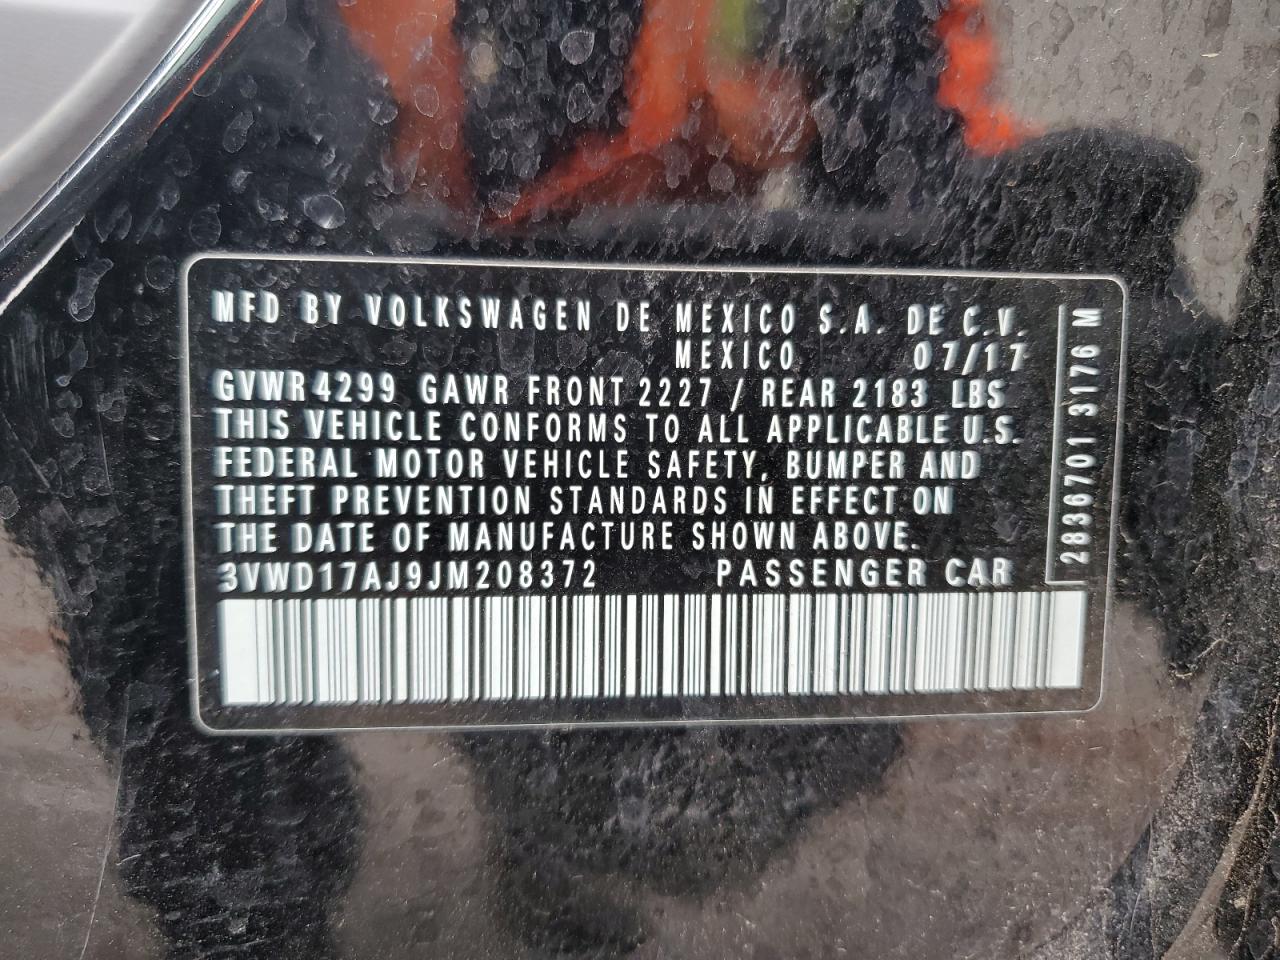 MFD BY VOLKSWAGEN DE MEXICO S.A. DE C.V.
MEXICO 07/17
GVWR 4299 GAWR FRONT 2227 / REAR 2183 LBS
THIS VEHICLE CONFORMS TO ALL APPLICABLE U.S.
FEDERAL MOTOR VEHICLE SAFETY, BUMPER AND
THEFT PREVENTION STANDARDS IN EFFECT ON
THE DATE OF MANUFACTURE SHOWN ABOVE.
3VWD17AJ9JM208372 PASSENGER CAR
2836701 3176 M